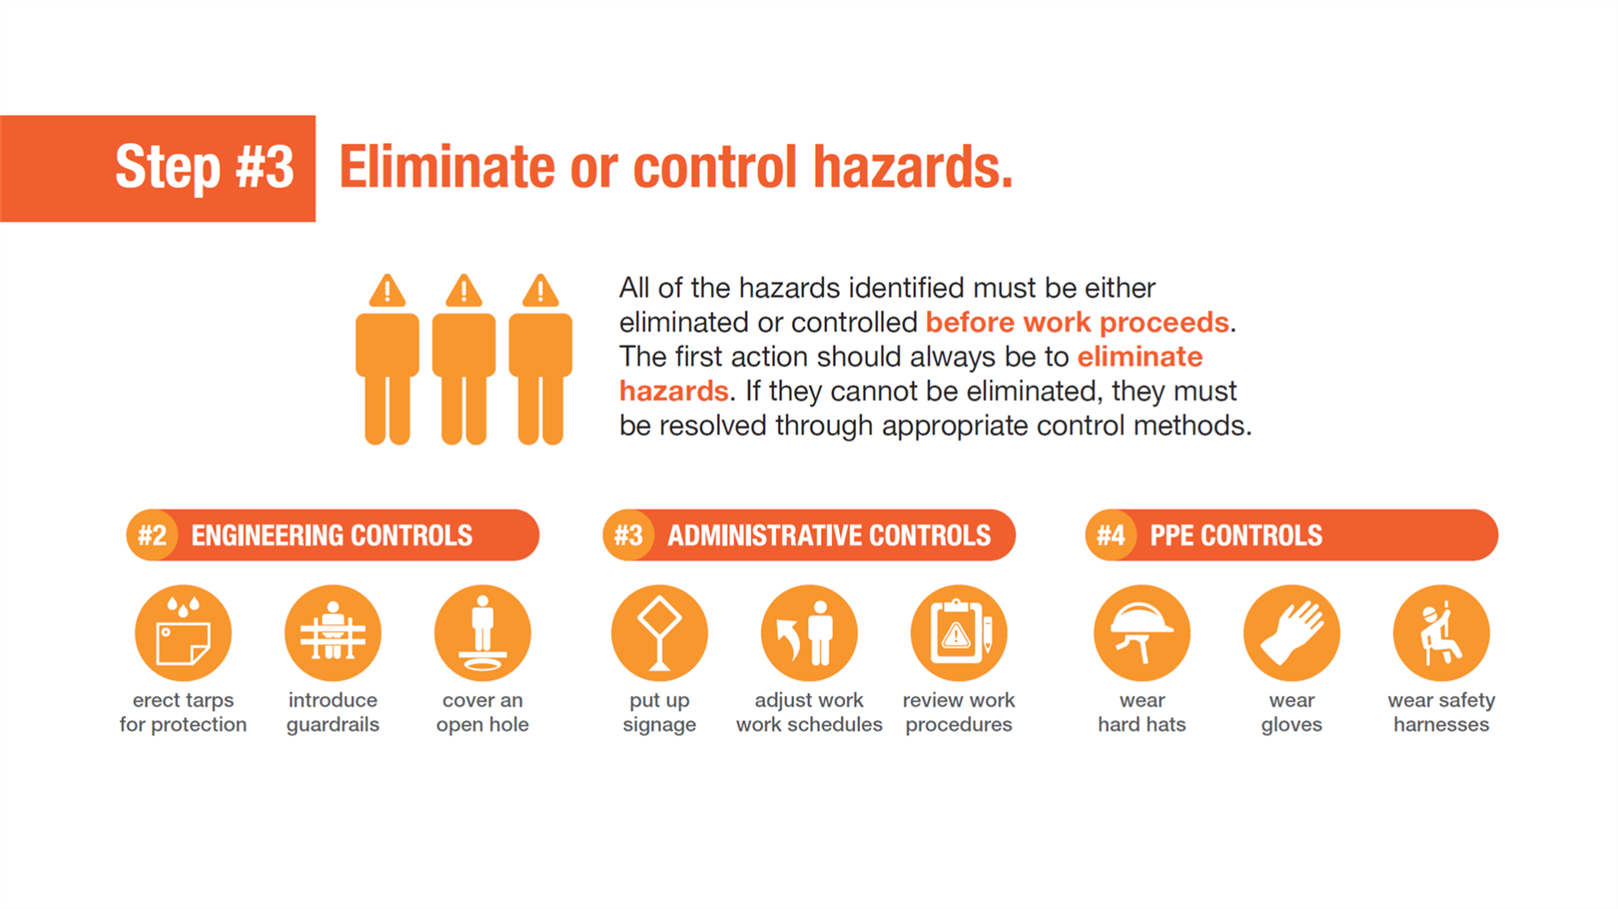 Step #3 Eliminate or control hazards.
All of the hazards identified must be either
eliminated or controlled before work proceeds.
The first action should always be to eliminate
hazards. If they cannot be eliminated, they must
be resolved through appropriate control methods.
#2 ENGINEERING CONTROLS
erect tarps
for protection
introduce
guardrails
cover an
open hole
#3 ADMINISTRATIVE CONTROLS
put up
signage
adjust work
work schedules
review work
procedures
#4 PPE CONTROLS
wear
hard hats
wear
gloves
wear safety
harnesses